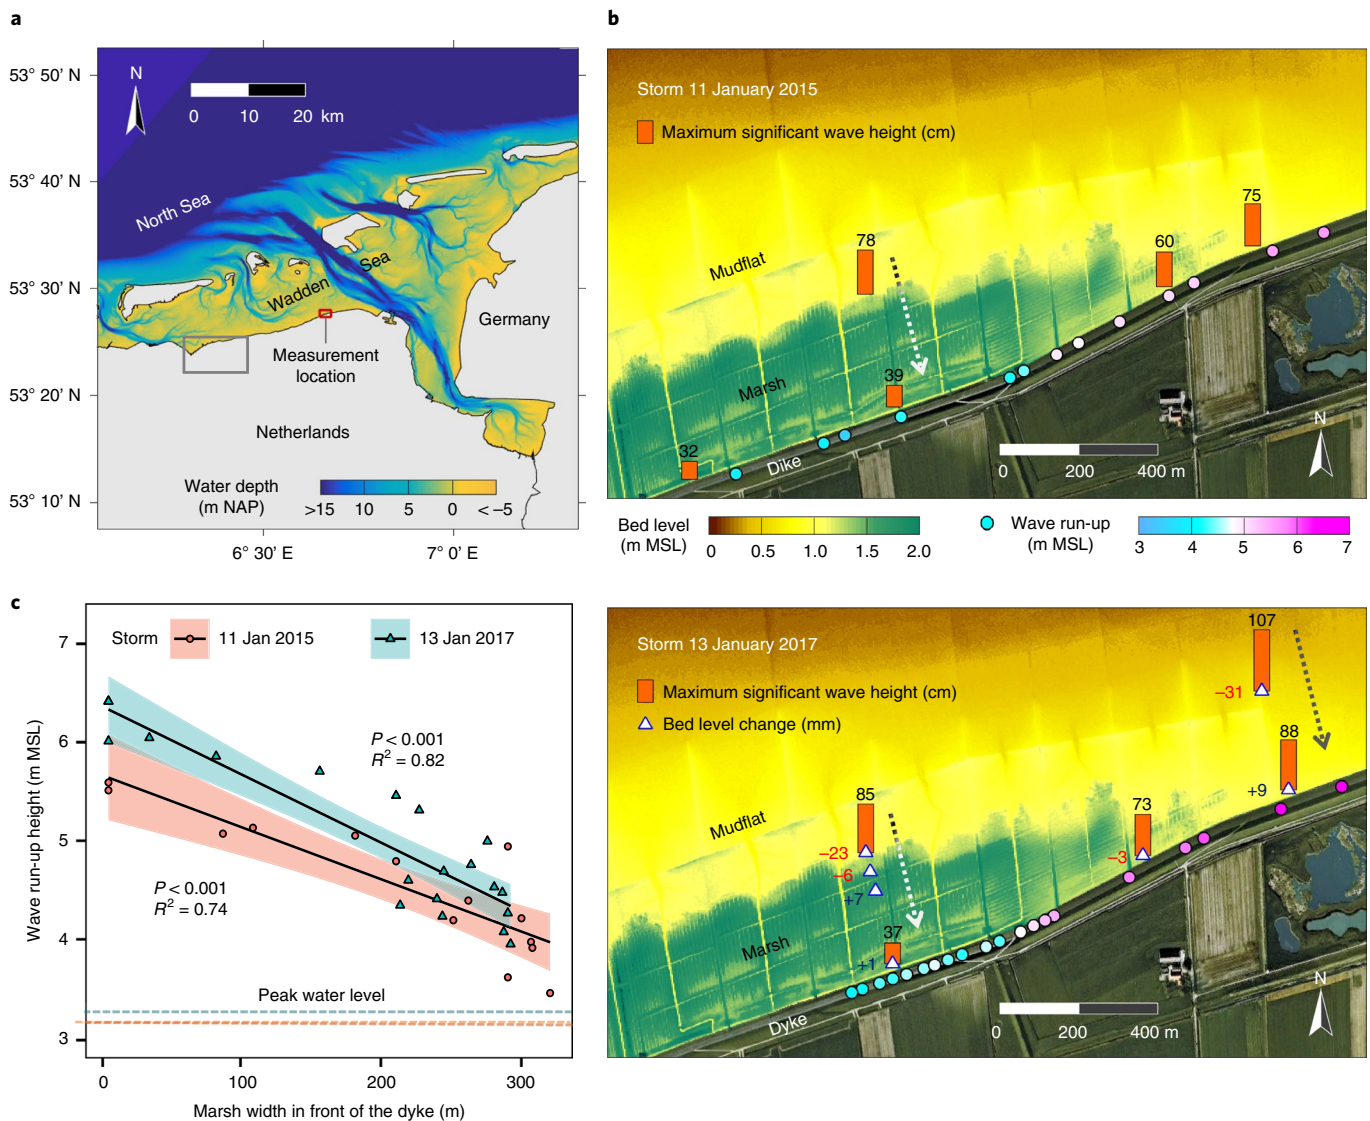 a
53° 50' N
53° 40' N
53° 30' N
53° 20' N
53° 10' N
N
0 10 20 km
North Sea
Wadden Sea
Germany
Measurement
location
Netherlands
Water depth
(m NAP)
>15 10 5 0 < −5
6° 30' E 7° 0' E
b
Storm 11 January 2015
Maximum significant wave height (cm)
75
78
60
Mudflat
39
Marsh
32
Dike
N
0 200 400 m
Bed level
(m MSL)
0 0.5 1.0 1.5 2.0
Wave run-up
(m MSL)
3 4 5 6 7
Storm 13 January 2017
Maximum significant wave height (cm)
Bed level change (mm)
107
−31
88
+9
85
73
Mudflat
−23
−3
−6
+7
37
Marsh
+1
Dyke
N
0 200 400 m
c
Storm 11 Jan 2015 13 Jan 2017
P < 0.001
R2 = 0.82
P < 0.001
R2 = 0.74
Peak water level
Wave run-up height (m MSL)
7
6
5
4
3
0 100 200 300
Marsh width in front of the dyke (m)